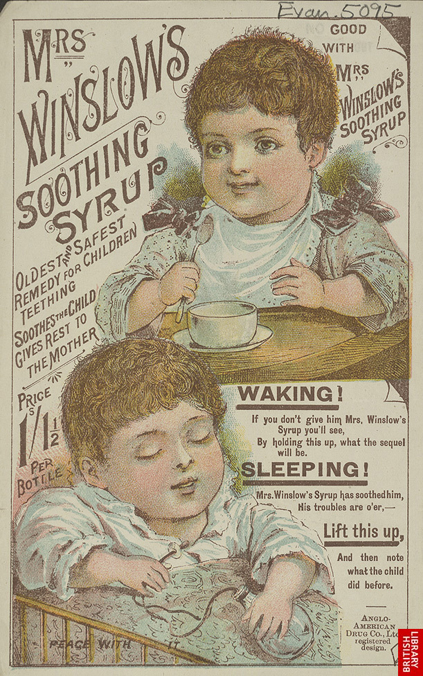 Evan.5095
MRS
WINSLOW'S
SOOTHING
SYRUP
OLDEST AND SAFEST
REMEDY FOR CHILDREN
TEETHING
SOOTHES THE CHILD
GIVES REST TO
THE MOTHER
PRICE
1/1½
PER
BOTTLE
GOOD
WITH
MRS
WINSLOW'S
SOOTHING
SYRUP
WAKING!
If you don't give him Mrs, Winslow's
Syrup you'll see,
By holding this up, what the sequel
will be.
SLEEPING!
Mrs.Winslow's Syrup has soothed him,
His troubles are o'er,—
Lift this up,
And then note
what the child
did before.
PEACE WITH IT
ANGLO-
AMERICAN
DRUG CO., Ltd
registered
design.
BRITISH
LIBRARY